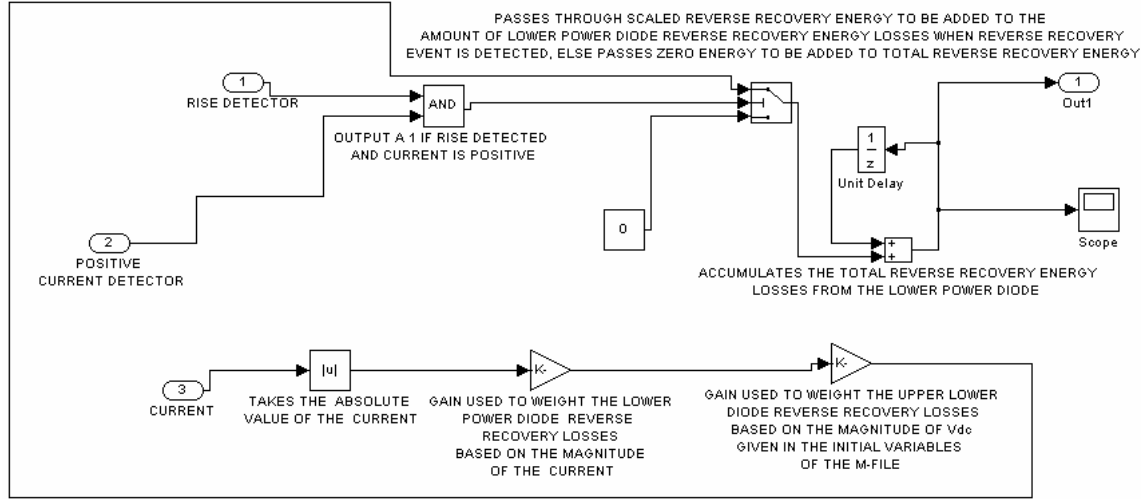 PASSES THROUGH SCALED REVERSE RECOVERY ENERGY TO BE ADDED TO THE
AMOUNT OF LOWER POWER DIODE REVERSE RECOVERY ENERGY LOSSES WHEN REVERSE RECOVERY
EVENT IS DETECTED, ELSE PASSES ZERO ENERGY TO BE ADDED TO TOTAL REVERSE RECOVERY ENERGY
1
RISE DETECTOR
AND
OUTPUT A 1 IF RISE DETECTED
AND CURRENT IS POSITIVE
1
Out1
1
z
Unit Delay
2
POSITIVE
CURRENT DETECTOR
0
+
+
Scope
ACCUMULATES THE TOTAL REVERSE RECOVERY ENERGY
LOSSES FROM THE LOWER POWER DIODE
3
CURRENT
|u|
TAKES THE ABSOLUTE
VALUE OF THE CURRENT
K-
GAIN USED TO WEIGHT THE LOWER
POWER DIODE REVERSE
RECOVERY LOSSES
BASED ON THE MAGNITUDE
OF THE CURRENT
K-
GAIN USED TO WEIGHT THE UPPER LOWER
DIODE REVERSE RECOVERY LOSSES
BASED ON THE MAGNITUDE OF Vdc
GIVEN IN THE INITIAL VARIABLES
OF THE M-FILE